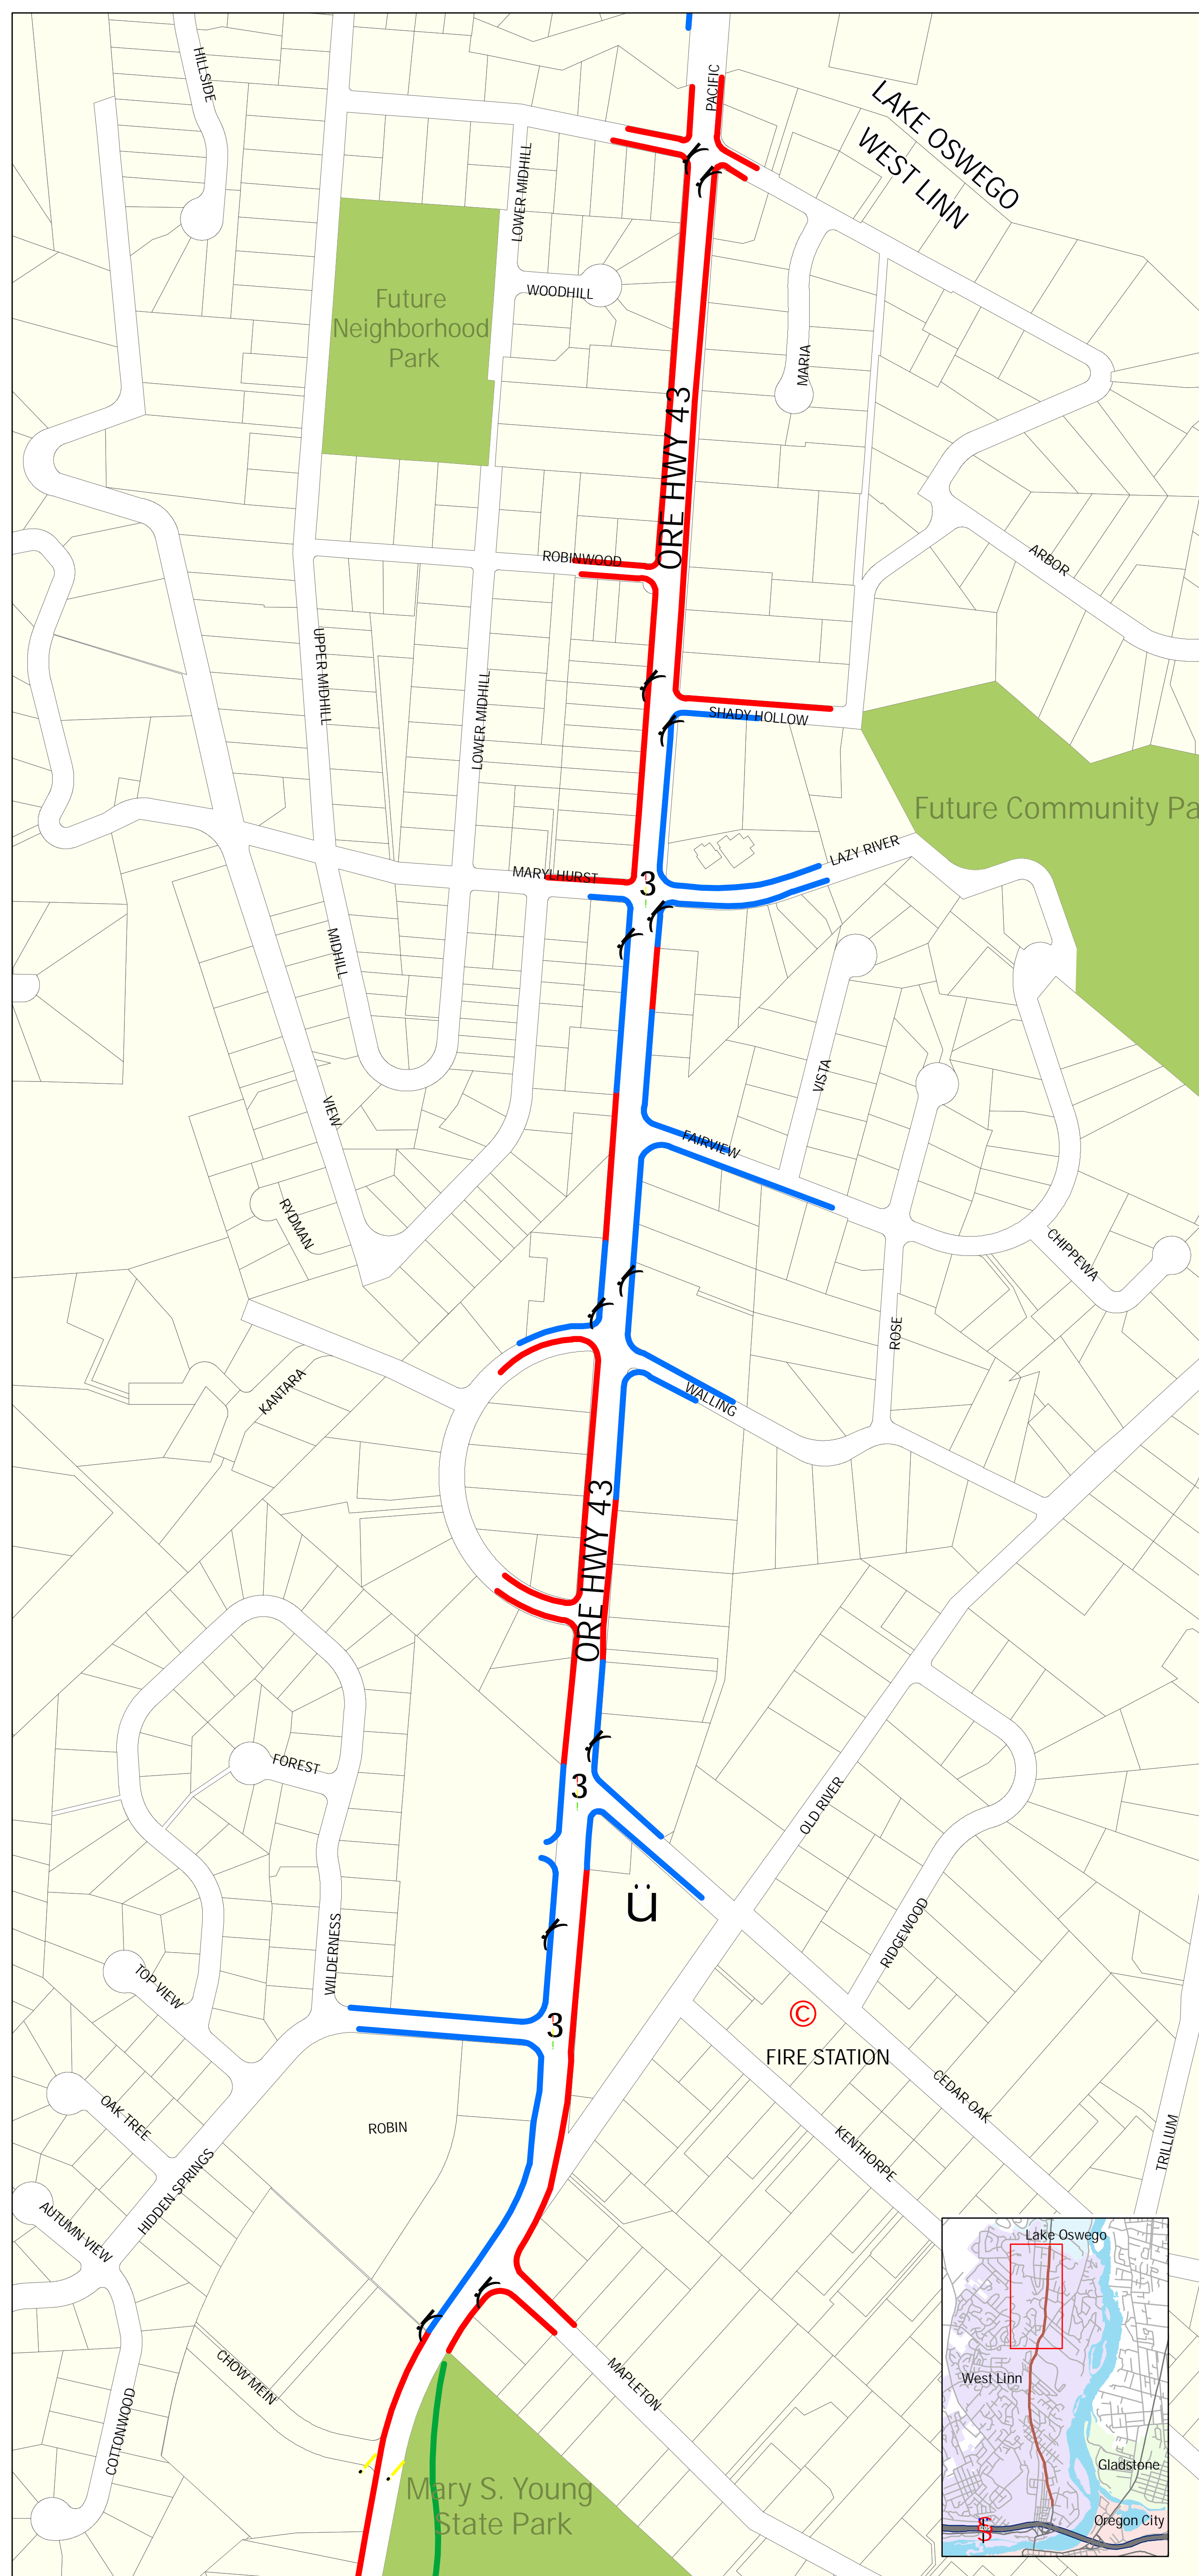 HILLSIDE
PACIFIC
LAKE OSWEGO
WEST LINN
LOWER MIDHILL
Future
Neighborhood
Park
WOODHILL
MARIA
ORE HWY 43
ROBINWOOD
ARBOR
UPPER MIDHILL
LOWER MIDHILL
SHADY HOLLOW
Future Community Pa
LAZY RIVER
MARYLHURST
3
MIDHILL
VISTA
VIEW
FAIRVIEW
RYDMAN
CHIPPEWA
ROSE
KANTARA
WALLING
ORE HWY 43
FOREST
3
OLD RIVER
ü
RIDGEWOOD
WILDERNESS
TOP VIEW
3
©
FIRE STATION
CEDAR OAK
OAK TREE
ROBIN
KENTHORPE
TRILLIUM
HIDDEN SPRINGS
AUTUMN VIEW
CHOW MEIN
MAPLETON
COTTONWOOD
Mary S. Young
State Park
Lake Oswego
West Linn
Gladstone
Oregon City
$